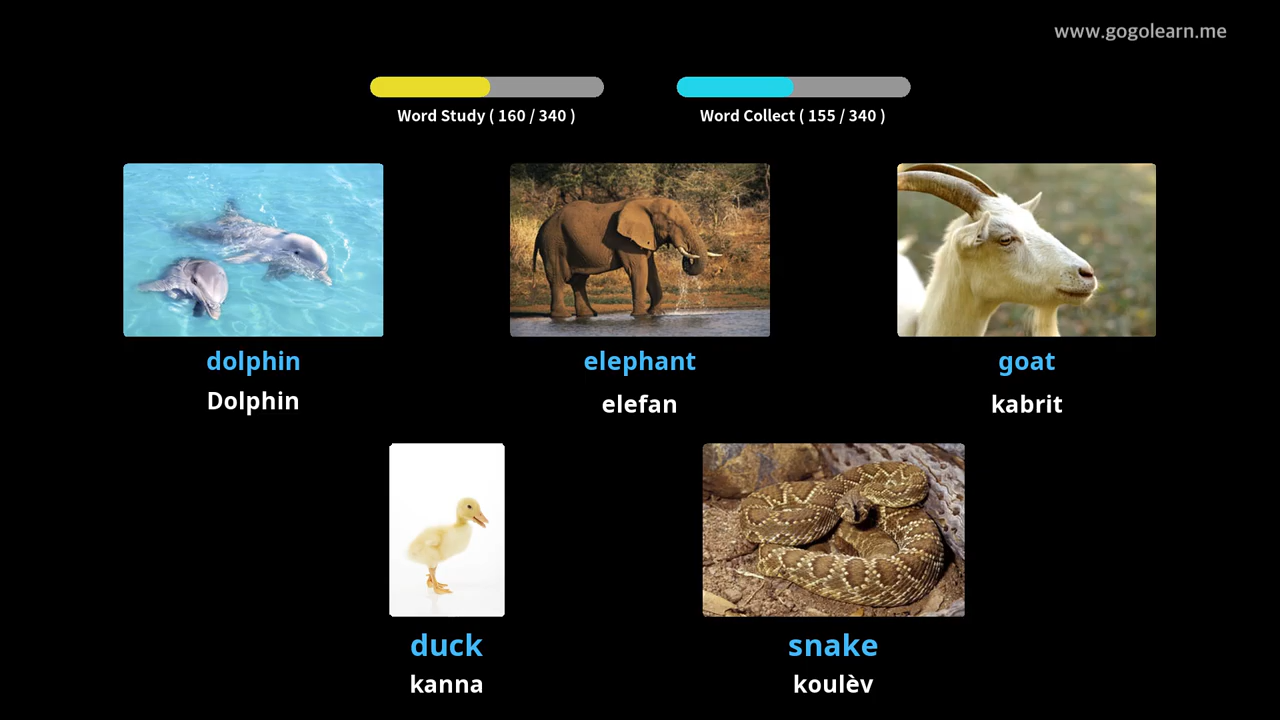 www.gogolearn.me
Word Study ( 160 / 340 )
Word Collect ( 155 / 340 )
dolphin
Dolphin
elephant
elefan
goat
kabrit
duck
kanna
snake
koulèv